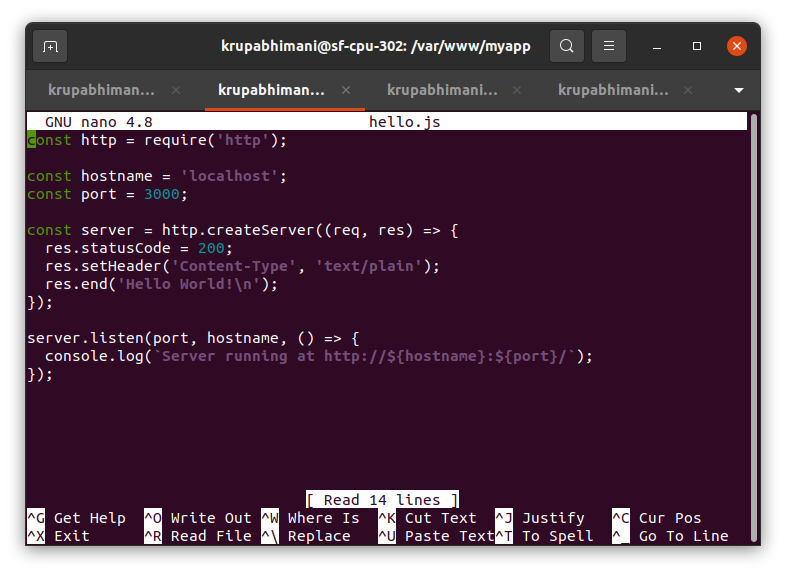 krupabhimani@sf-cpu-302: /var/www/myapp
krupabhiman... krupabhiman... krupabhimani... krupabhimani...
GNU nano 4.8 hello.js
const http = require('http');

const hostname = 'localhost';
const port = 3000;

const server = http.createServer((req, res) => {
  res.statusCode = 200;
  res.setHeader('Content-Type', 'text/plain');
  res.end('Hello World!\n');
});

server.listen(port, hostname, () => {
  console.log(`Server running at http://${hostname}:${port}/`);
});

[ Read 14 lines ]
^G Get Help ^O Write Out ^W Where Is ^K Cut Text ^J Justify ^C Cur Pos
^X Exit ^R Read File ^\ Replace ^U Paste Text ^T To Spell ^_ Go To Line